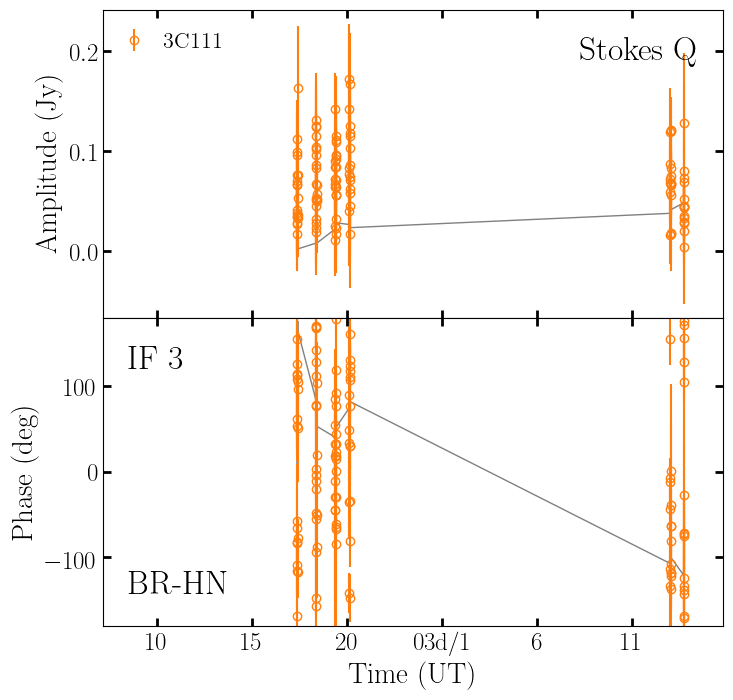 3C111
Stokes Q
0.2
0.1
0.0
Amplitude (Jy)
IF 3
100
0
−100
Phase (deg)
BR-HN
10 15 20 03d/1 6 11
Time (UT)